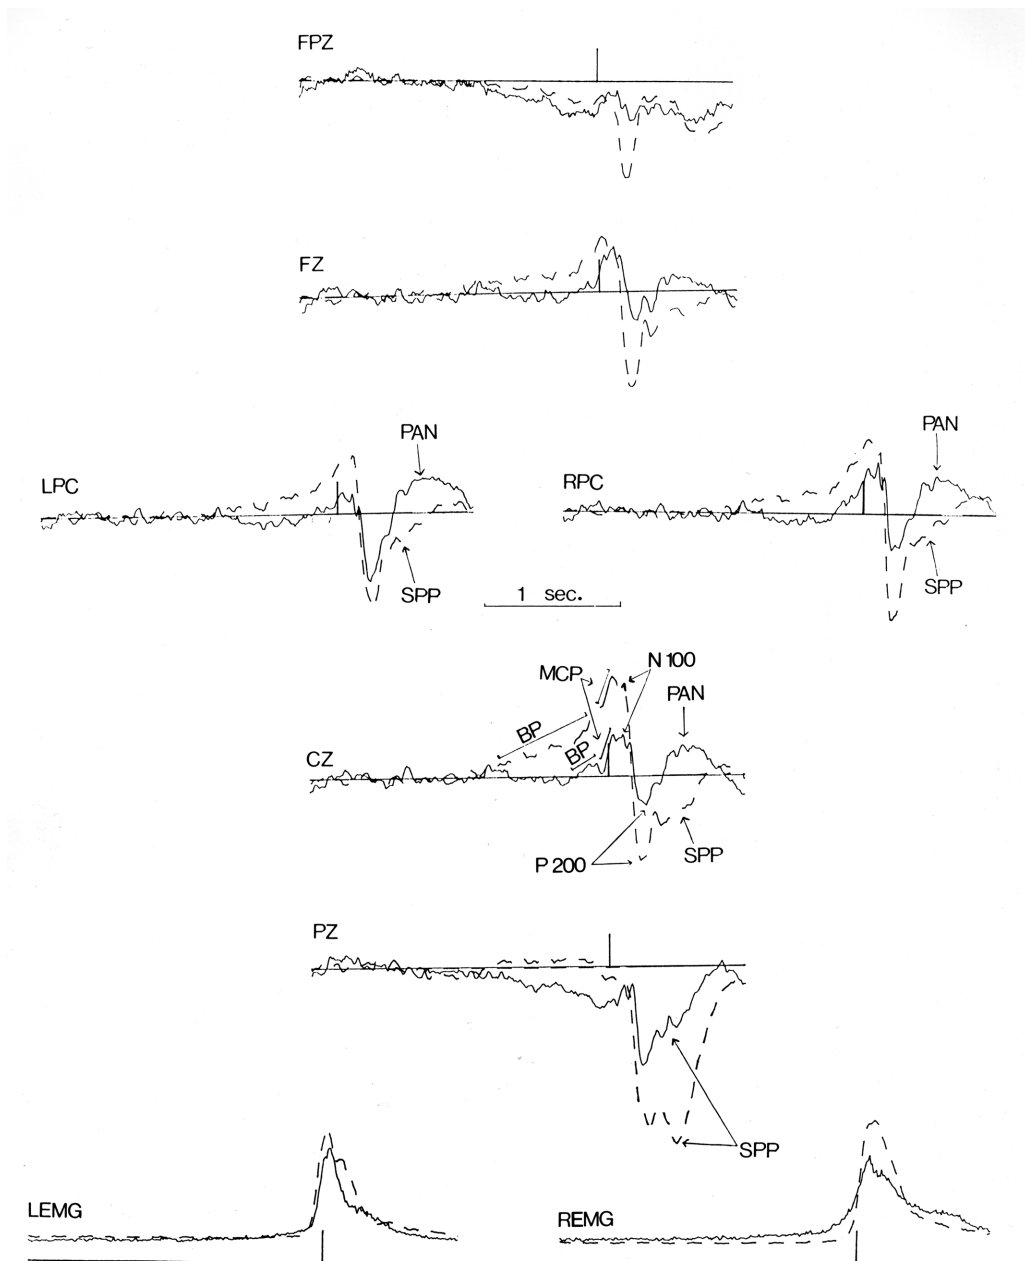 FPZ
FZ
PAN
PAN
LPC
RPC
SPP
1 sec.
SPP
MCP
N 100
PAN
BP
BP
CZ
P 200
SPP
PZ
SPP
LEMG
REMG